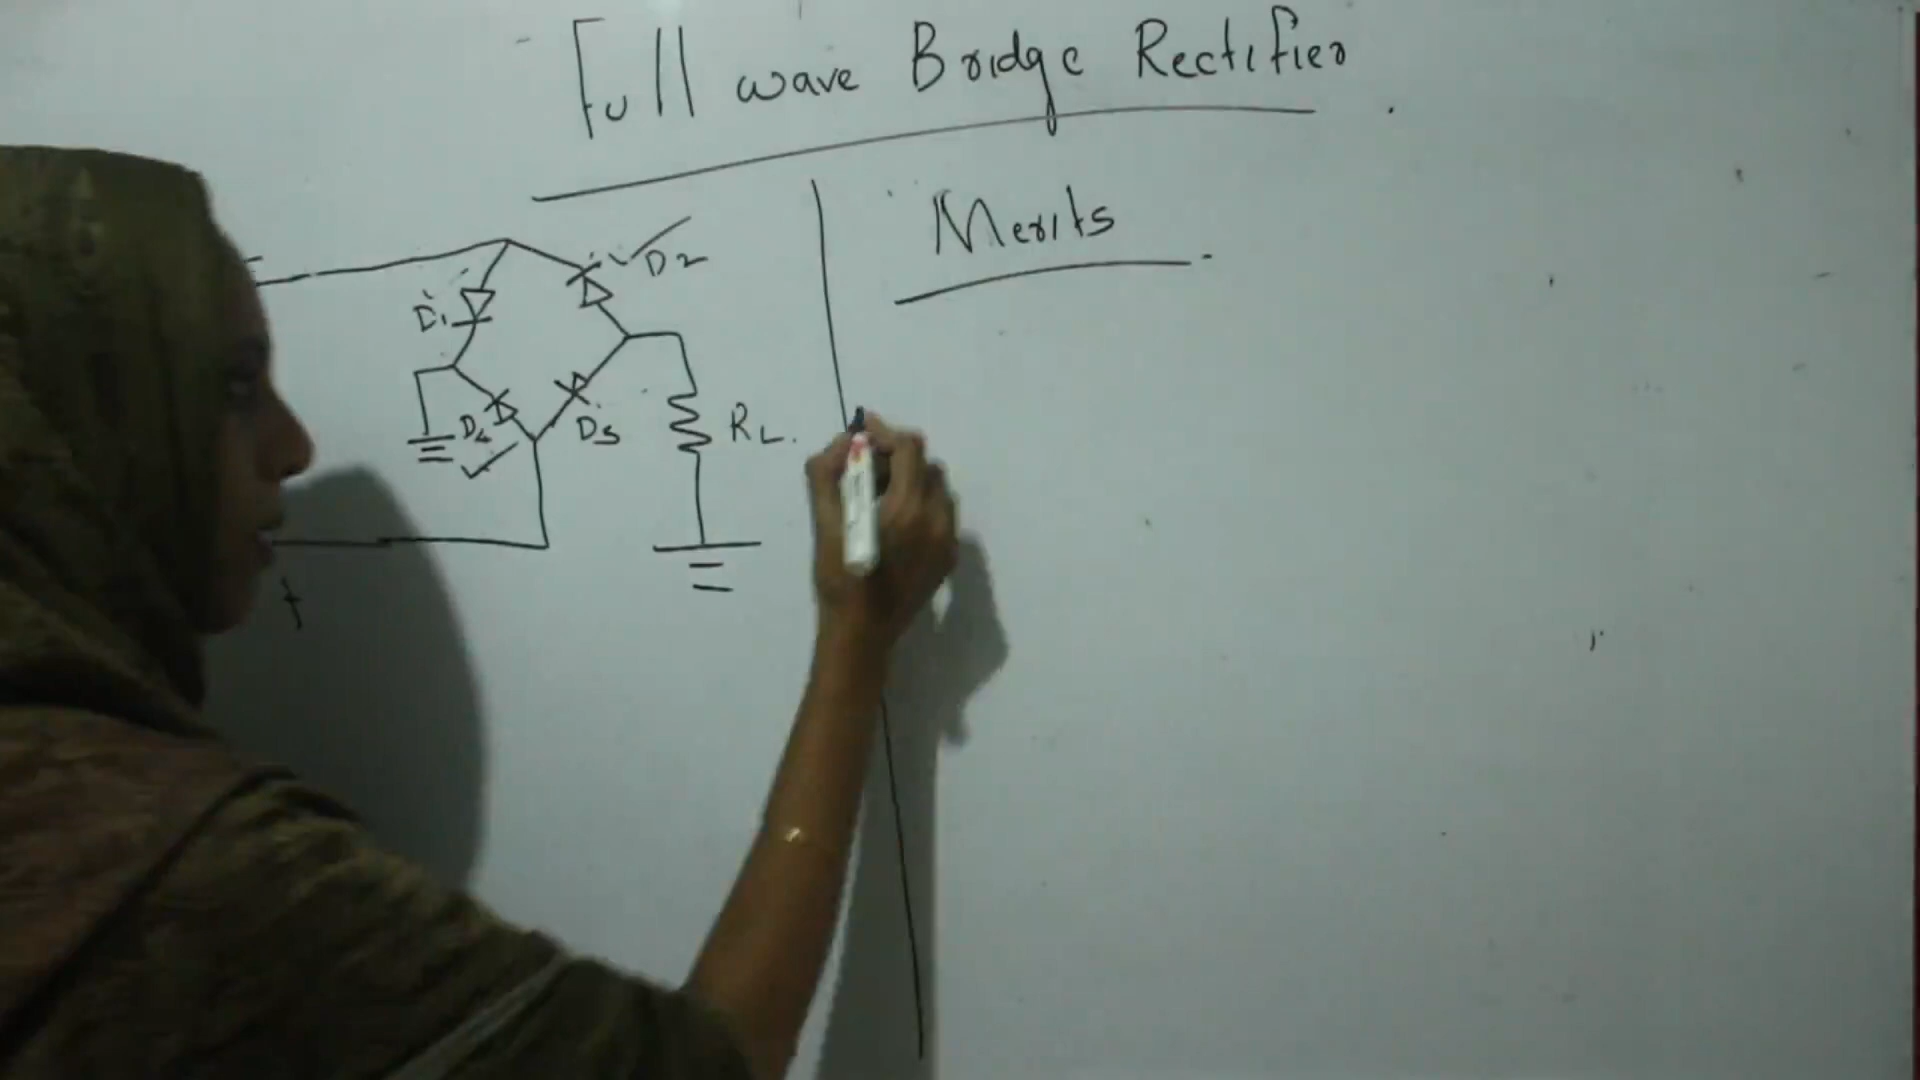 Full wave Bridge Rectifier
Merits
D2
D1
D4
D3
RL.
+